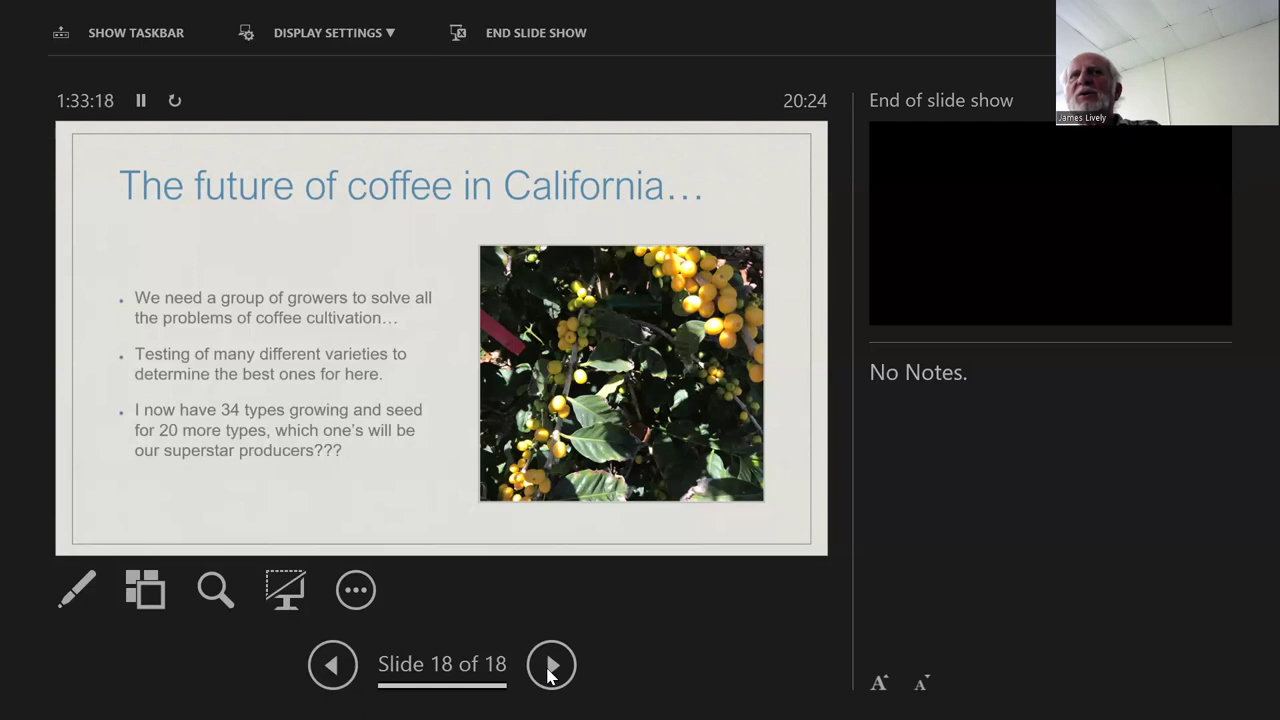 SHOW TASKBAR
DISPLAY SETTINGS ▼
END SLIDE SHOW
1:33:18
20:24
End of slide show
James Lively
The future of coffee in California…
• We need a group of growers to solve all
the problems of coffee cultivation…
• Testing of many different varieties to
determine the best ones for here.
• I now have 34 types growing and seed
for 20 more types, which one's will be
our superstar producers???
No Notes.
Slide 18 of 18
A A